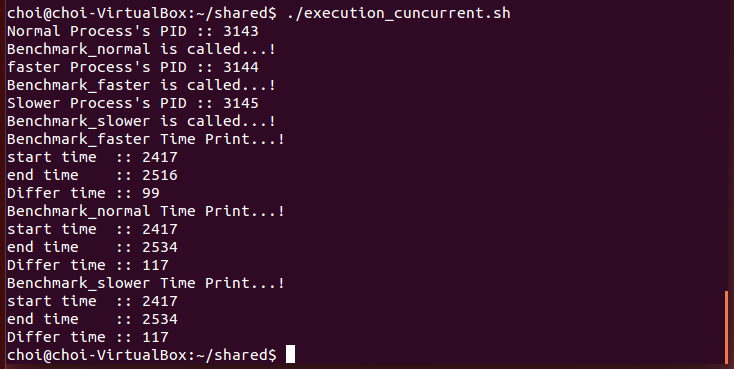 choi@choi-VirtualBox:~/shared$ ./execution_cuncurrent.sh
Normal Process's PID :: 3143
Benchmark_normal is called...!
faster Process's PID :: 3144
Benchmark_faster is called...!
Slower Process's PID :: 3145
Benchmark_slower is called...!
Benchmark_faster Time Print...!
start time  :: 2417
end time    :: 2516
Differ time :: 99
Benchmark_normal Time Print...!
start time  :: 2417
end time    :: 2534
Differ time :: 117
Benchmark_slower Time Print...!
start time  :: 2417
end time    :: 2534
Differ time :: 117
choi@choi-VirtualBox:~/shared$